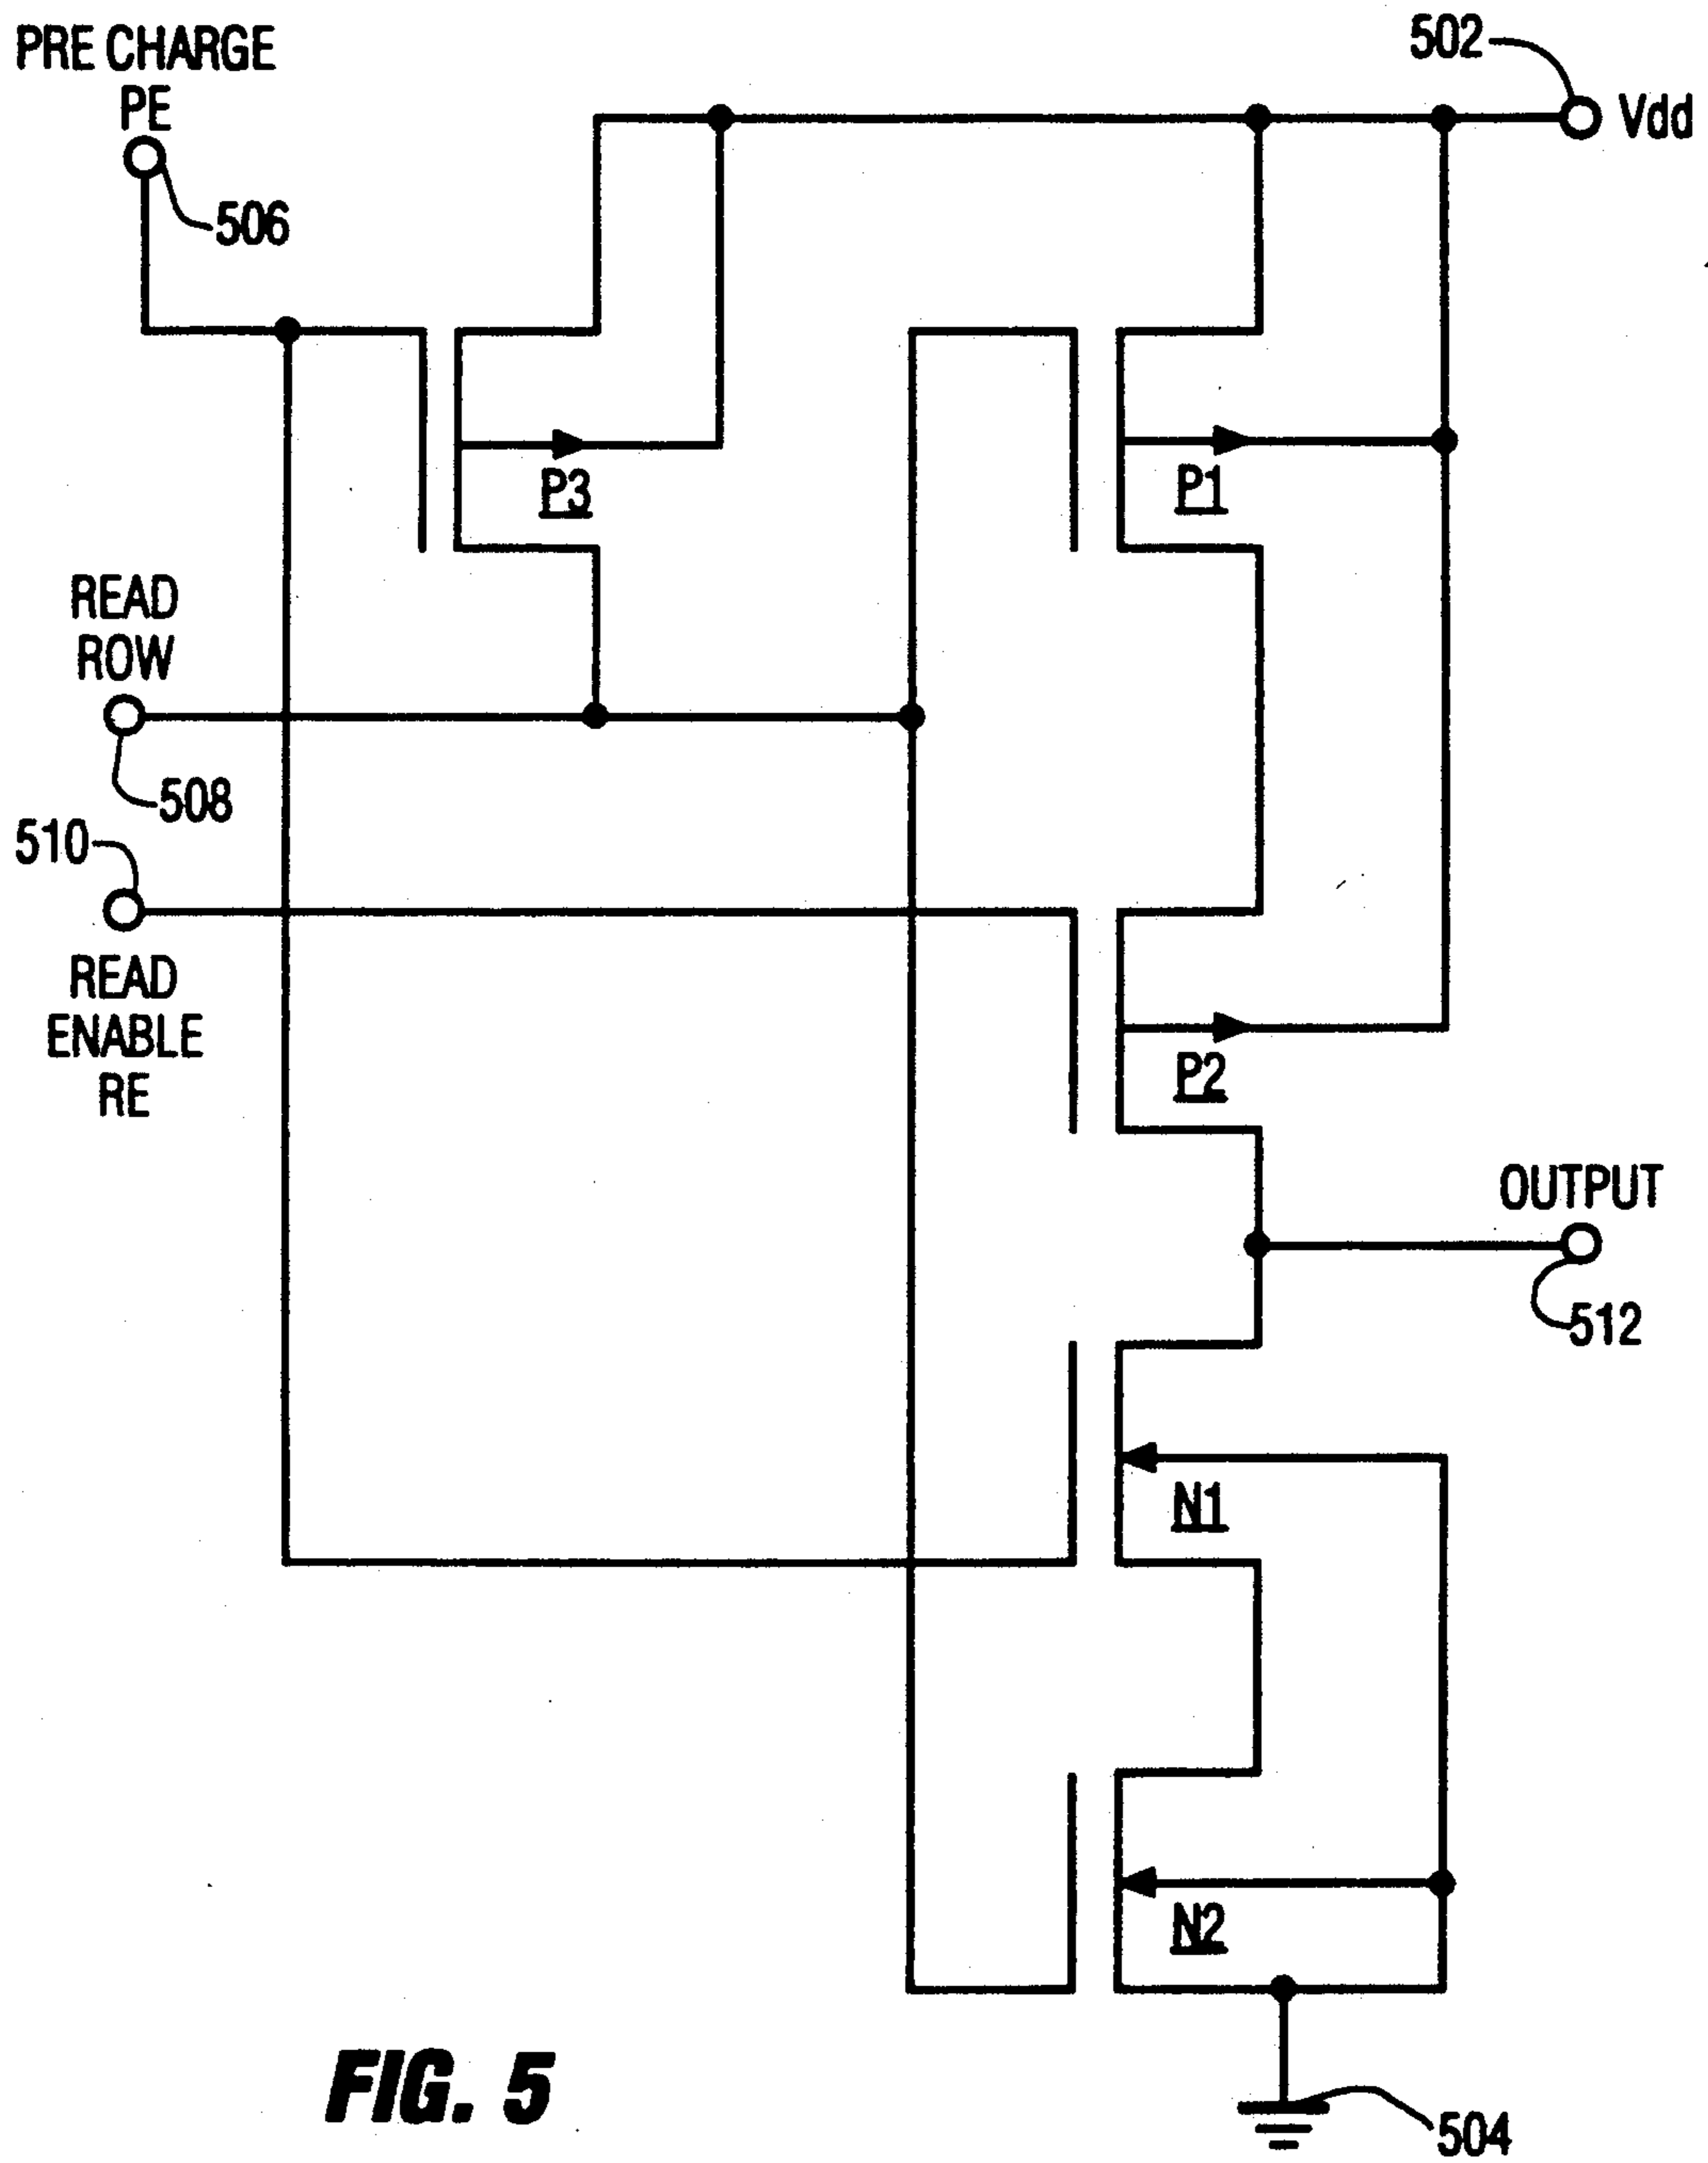 PRE CHARGE
PE
502
Vdd
506
P3
P1
READ
ROW
508
510
READ
ENABLE
RE
P2
OUTPUT
512
N1
N2
FIG. 5
504